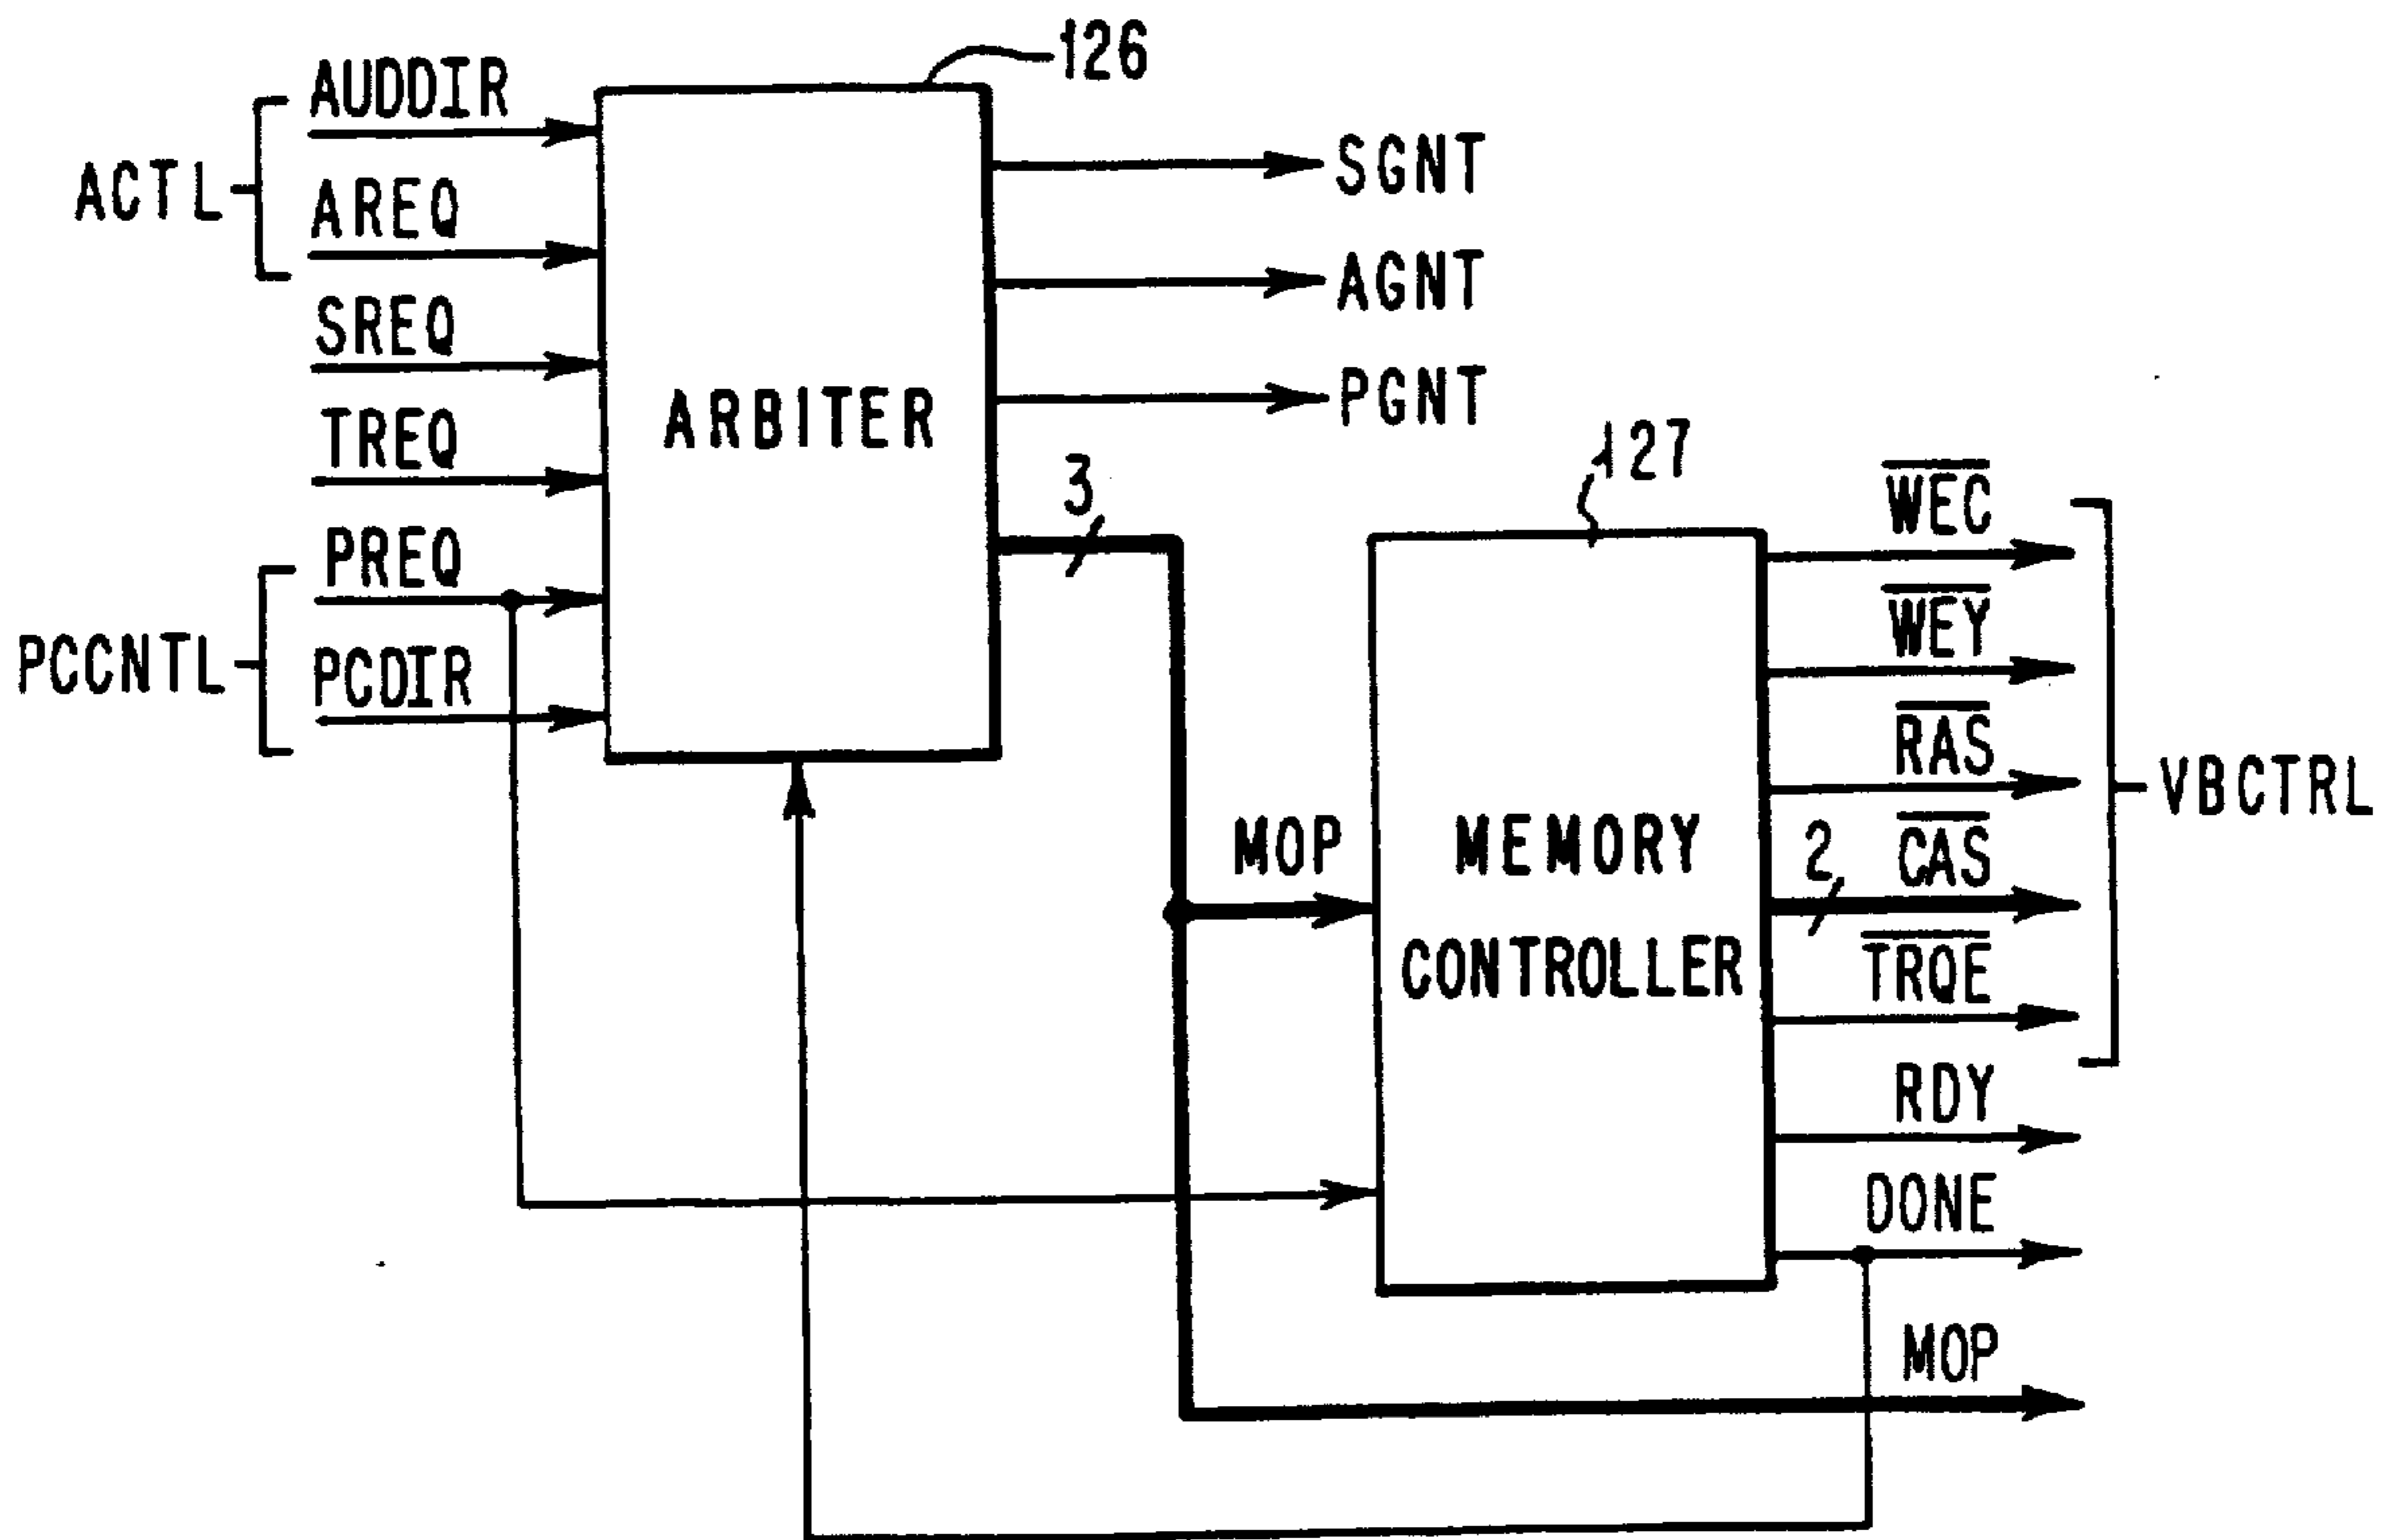 126
AUDDIR
ACTL
AREQ
SREQ
TREQ
PREQ
PCCNTL
PCDIR
ARBITER
SGNT
AGNT
PGNT
3
127
MOP
MEMORY
CONTROLLER
WEC
WEY
RAS
2
CAS
TRQE
VBCTRL
RDY
DONE
MOP